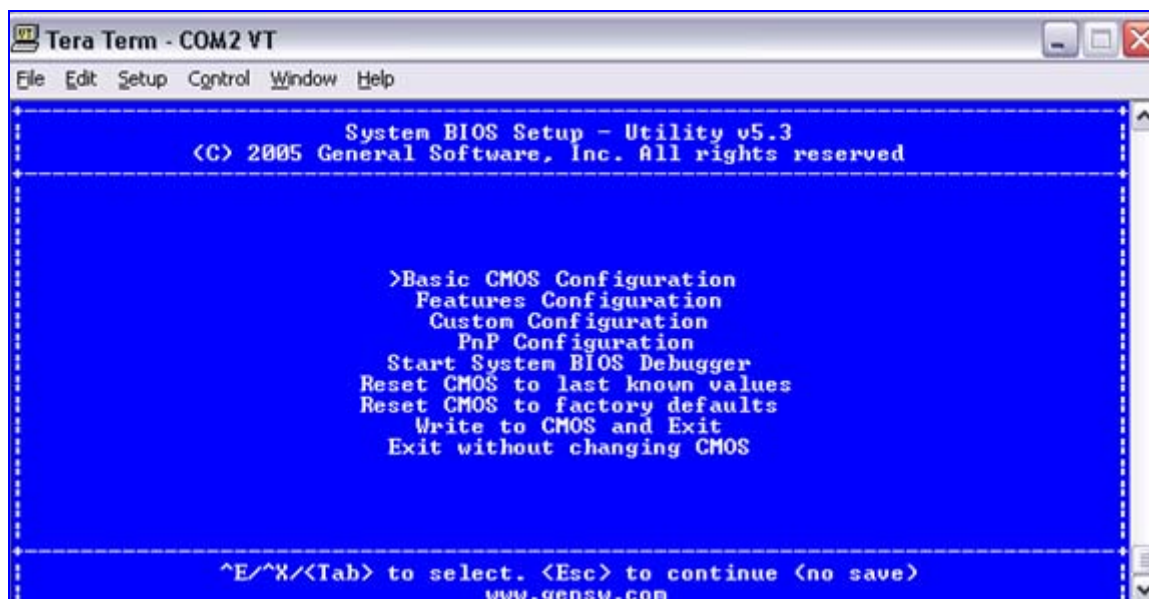 Tera Term - COM2 VT
File Edit Setup Control Window Help
System BIOS Setup - Utility v5.3
(C) 2005 General Software, Inc. All rights reserved
>Basic CMOS Configuration
Features Configuration
Custom Configuration
PnP Configuration
Start System BIOS Debugger
Reset CMOS to last known values
Reset CMOS to factory defaults
Write to CMOS and Exit
Exit without changing CMOS
^E/^X/<Tab> to select. <Esc> to continue (no save)
www.gensw.com